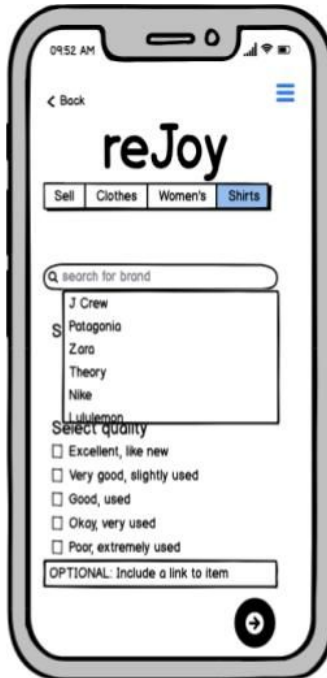 09:52 AM
< Back
reJoy
Sell Clothes Women's Shirts
search for brand
J Crew
S Patagonia
Zara
Theory
Nike
Lululemon
Select quality
Excellent, like new
Very good, slightly used
Good, used
Okay, very used
Poor, extremely used
OPTIONAL: Include a link to item